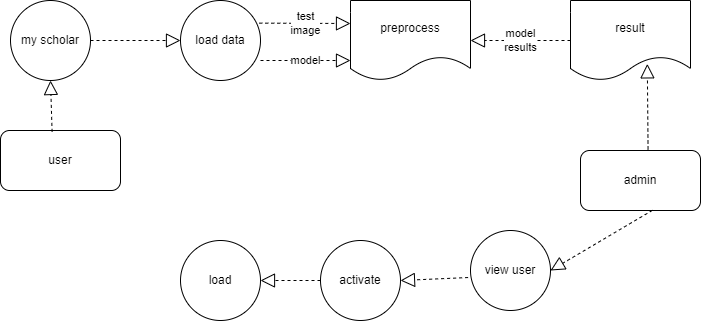 my scholar
load data
test
image
model
preprocess
model
results
result
user
admin
load
activate
view user